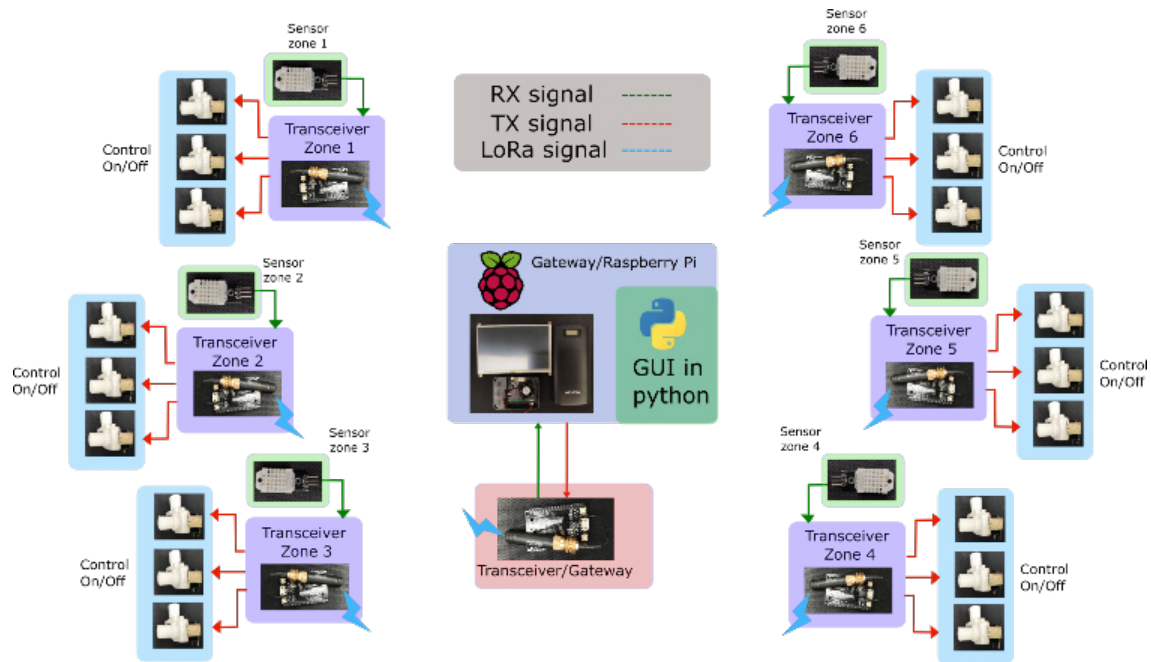 Sensor
zone 1
Control
On/Off
Transceiver
Zone 1
RX signal
TX signal
LoRa signal
Sensor
zone 6
Transceiver
Zone 6
Control
On/Off
Sensor
zone 2
Control
On/Off
Transceiver
Zone 2
Gateway/Raspberry Pi
GUI in
python
Sensor
zone 5
Transceiver
Zone 5
Control
On/Off
Sensor
zone 3
Control
On/Off
Transceiver
Zone 3
Transceiver/Gateway
Sensor
zone 4
Transceiver
Zone 4
Control
On/Off